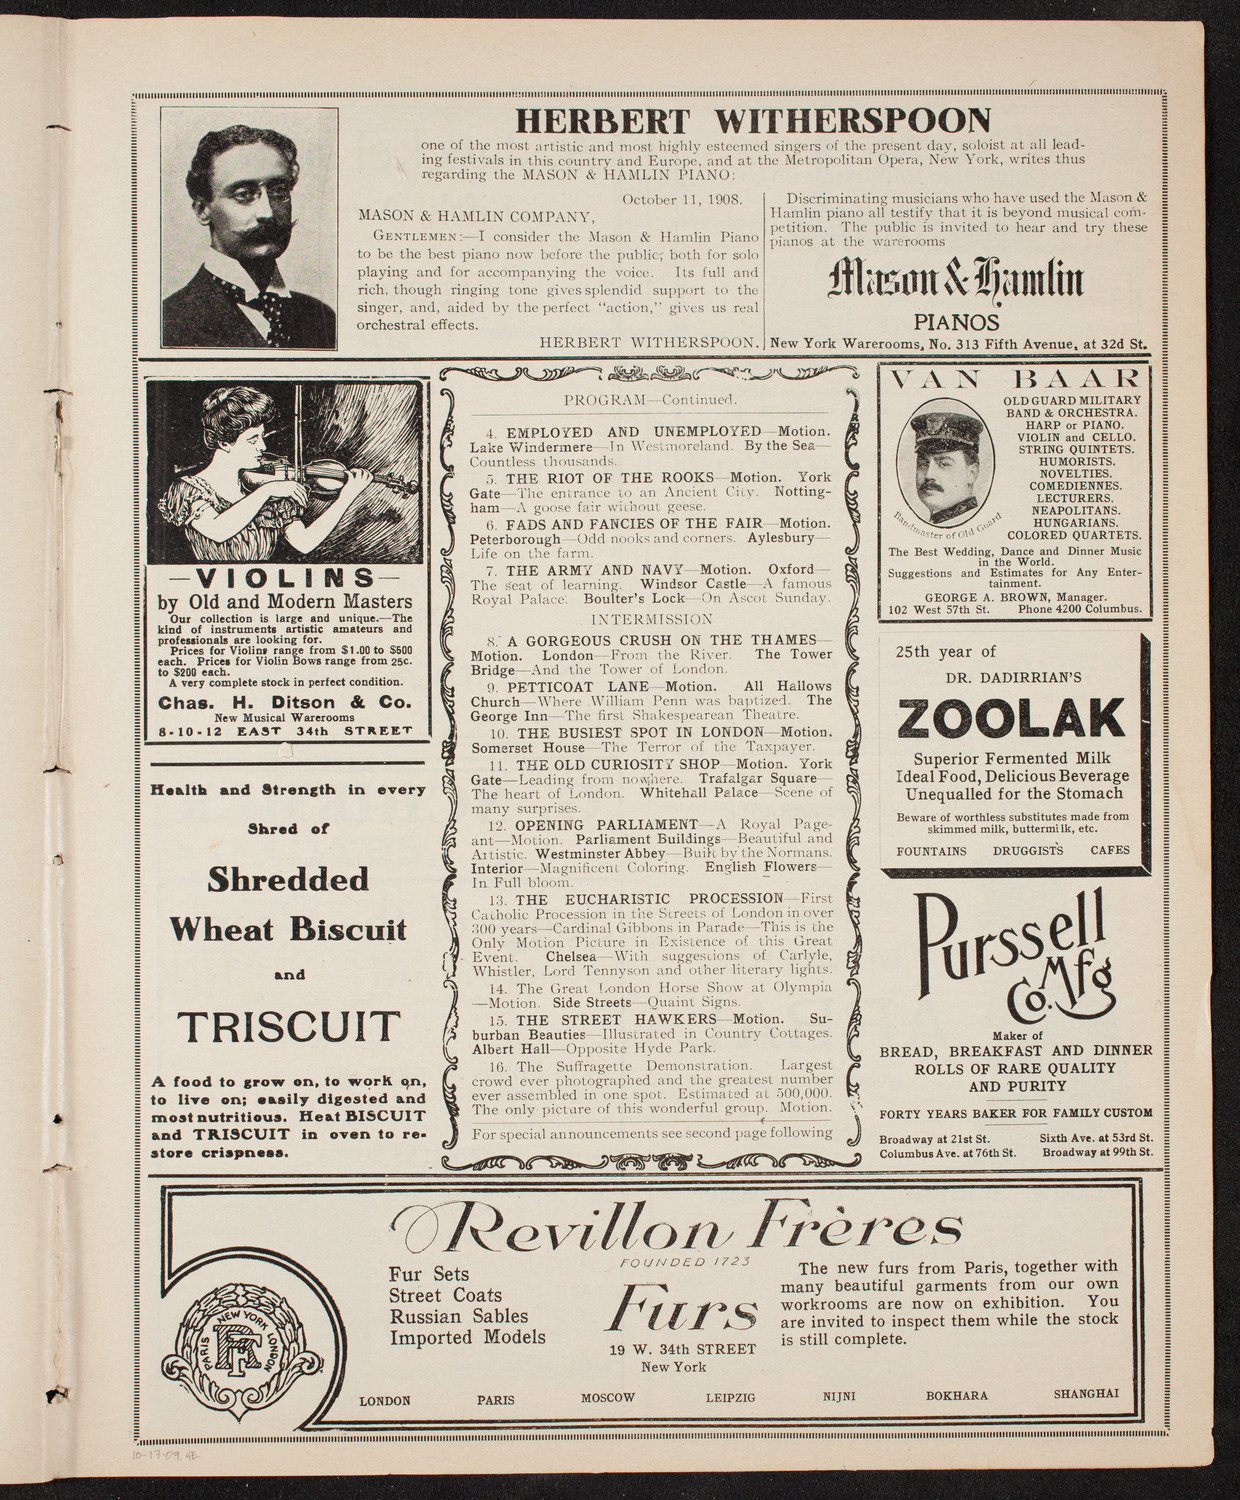 HERBERT WITHERSPOON
one of the most artistic and most highly esteemed singers of the present day, soloist at all lead-
ing festivals in this country and Europe, and at the Metropolitan Opera, New York, writes thus
regarding the MASON & HAMLIN PIANO:
October 11, 1908.
MASON & HAMLIN COMPANY,
GENTLEMEN:—I consider the Mason & Hamlin Piano
to be the best piano now before the public; both for solo
playing and for accompanying the voice. Its full and
rich, though ringing tone gives splendid support to the
singer, and, aided by the perfect "action," gives us real
orchestral effects.
HERBERT WITHERSPOON.
Discriminating musicians who have used the Mason &
Hamlin piano all testify that it is beyond musical com-
petition. The public is invited to hear and try these
pianos at the warerooms
Mason & Hamlin
PIANOS
New York Warerooms, No. 313 Fifth Avenue, at 32d St.
—VIOLINS—
by Old and Modern Masters
Our collection is large and unique.—The
kind of instruments artistic amateurs and
professionals are looking for.
Prices for Violins range from $1.00 to $500
each. Prices for Violin Bows range from 25c.
to $200 each.
A very complete stock in perfect condition.
Chas. H. Ditson & Co.
New Musical Warerooms
8-10-12 EAST 34th STREET
Health and Strength in every
Shred of
Shredded
Wheat Biscuit
and
TRISCUIT
A food to grow on, to work on,
to live on; easily digested and
most nutritious. Heat BISCUIT
and TRISCUIT in oven to re-
store crispness.
PROGRAM—Continued.
4. EMPLOYED AND UNEMPLOYED—Motion.
Lake Windermere—In Westmoreland. By the Sea—
Countless thousands.
5. THE RIOT OF THE ROOKS—Motion. York
Gate—The entrance to an Ancient City. Notting-
ham—A goose fair without geese.
6. FADS AND FANCIES OF THE FAIR—Motion.
Peterborough—Odd nooks and corners. Aylesbury—
Life on the farm.
7. THE ARMY AND NAVY—Motion. Oxford—
The seat of learning. Windsor Castle—A famous
Royal Palace. Boulter's Lock—On Ascot Sunday.
INTERMISSION
8. A GORGEOUS CRUSH ON THE THAMES—
Motion. London—From the River. The Tower
Bridge—And the Tower of London.
9. PETTICOAT LANE—Motion. All Hallows
Church—Where William Penn was baptized. The
George Inn—The first Shakespearean Theatre.
10. THE BUSIEST SPOT IN LONDON—Motion.
Somerset House—The Terror of the Taxpayer.
11. THE OLD CURIOSITY SHOP—Motion. York
Gate—Leading from nowhere. Trafalgar Square—
The heart of London. Whitehall Palace—Scene of
many surprises.
12. OPENING PARLIAMENT—A Royal Page-
ant—Motion. Parliament Buildings—Beautiful and
Artistic. Westminster Abbey—Built by the Normans.
Interior—Magnificent Coloring. English Flowers—
In Full bloom.
13. THE EUCHARISTIC PROCESSION—First
Catholic Procession in the Streets of London in over
300 years—Cardinal Gibbons in Parade—This is the
Only Motion Picture in Existence of this Great
Event. Chelsea—With suggestions of Carlyle,
Whistler, Lord Tennyson and other literary lights.
14. The Great London Horse Show at Olympia
—Motion. Side Streets—Quaint Signs.
15. THE STREET HAWKERS—Motion. Su-
burban Beauties—Illustrated in Country Cottages.
Albert Hall—Opposite Hyde Park.
16. The Suffragette Demonstration. Largest
crowd ever photographed and the greatest number
ever assembled in one spot. Estimated at 500,000.
The only picture of this wonderful group. Motion.
For special announcements see second page following
VAN BAAR
Bandmaster of Old Guard
OLD GUARD MILITARY
BAND & ORCHESTRA.
HARP or PIANO.
VIOLIN and CELLO.
STRING QUINTETS.
HUMORISTS.
NOVELTIES.
COMEDIENNES.
LECTURERS.
NEAPOLITANS.
HUNGARIANS.
COLORED QUARTETS.
The Best Wedding, Dance and Dinner Music
in the World.
Suggestions and Estimates for Any Enter-
tainment.
GEORGE A. BROWN, Manager.
102 West 57th St. Phone 4200 Columbus.
25th year of
DR. DADIRRIAN'S
ZOOLAK
Superior Fermented Milk
Ideal Food, Delicious Beverage
Unequalled for the Stomach
Beware of worthless substitutes made from
skimmed milk, buttermilk, etc.
FOUNTAINS DRUGGISTS CAFES
Purssell
Mfg
Co.
Maker of
BREAD, BREAKFAST AND DINNER
ROLLS OF RARE QUALITY
AND PURITY
FORTY YEARS BAKER FOR FAMILY CUSTOM
Broadway at 21st St. Sixth Ave. at 53rd St.
Columbus Ave. at 76th St. Broadway at 99th St.
Revillon Frères
FOUNDED 1723
Fur Sets
Street Coats
Russian Sables
Imported Models
Furs
19 W. 34th STREET
New York
The new furs from Paris, together with
many beautiful garments from our own
workrooms are now on exhibition. You
are invited to inspect them while the stock
is still complete.
PARIS NEW YORK LONDON
RF
LONDON PARIS MOSCOW LEIPZIG NIJNI BOKHARA SHANGHAI
10-17-09